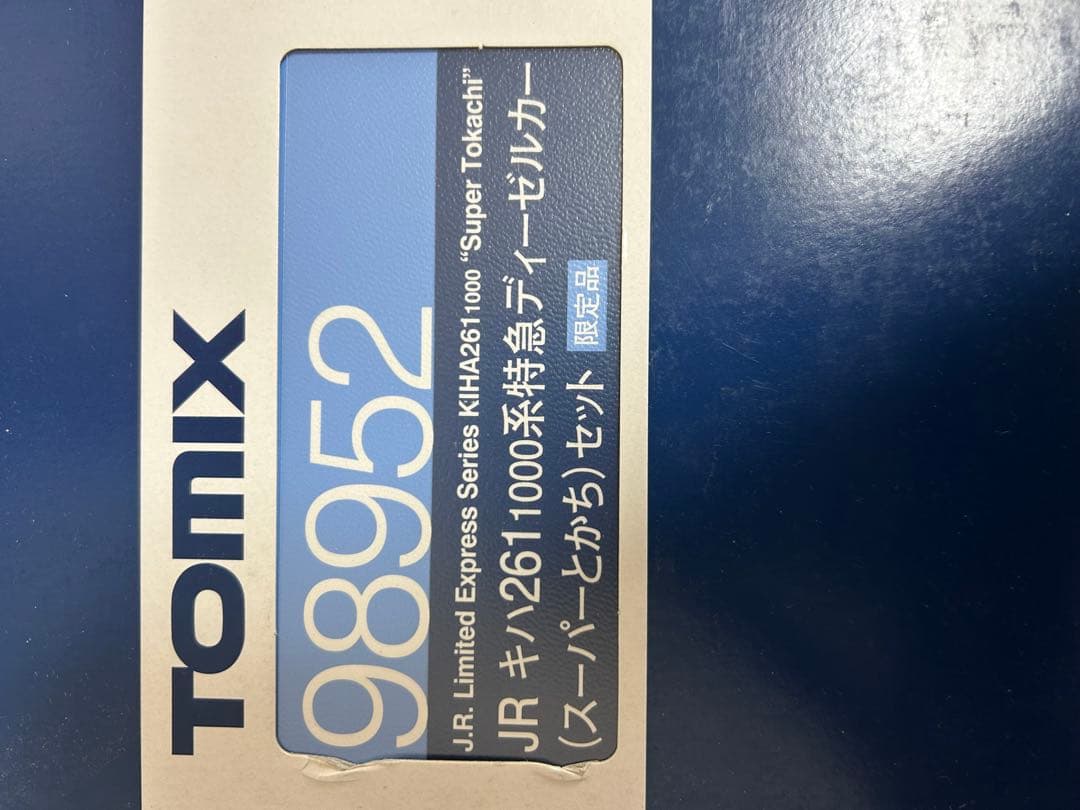 TOMIX
98952
J.R. Limited Express Series KIHA2611000 “Super Tokachi”
JR キハ2611000系特急ディーゼルカー
(スーパーとかち)セット 限定品